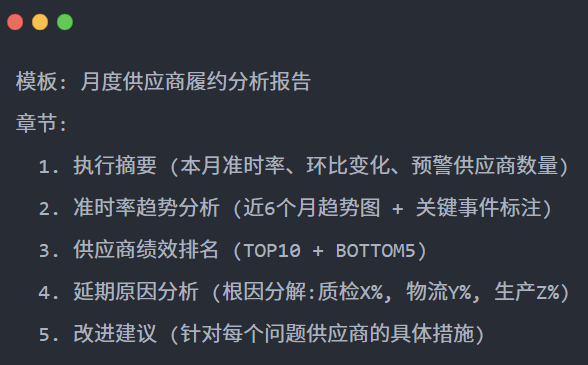 模板: 月度供应商履约分析报告
章节:
1. 执行摘要 (本月准时率、环比变化、预警供应商数量)
2. 准时率趋势分析 (近6个月趋势图 + 关键事件标注)
3. 供应商绩效排名 (TOP10 + BOTTOM5)
4. 延期原因分析 (根因分解:质检X%, 物流Y%, 生产Z%)
5. 改进建议 (针对每个问题供应商的具体措施)